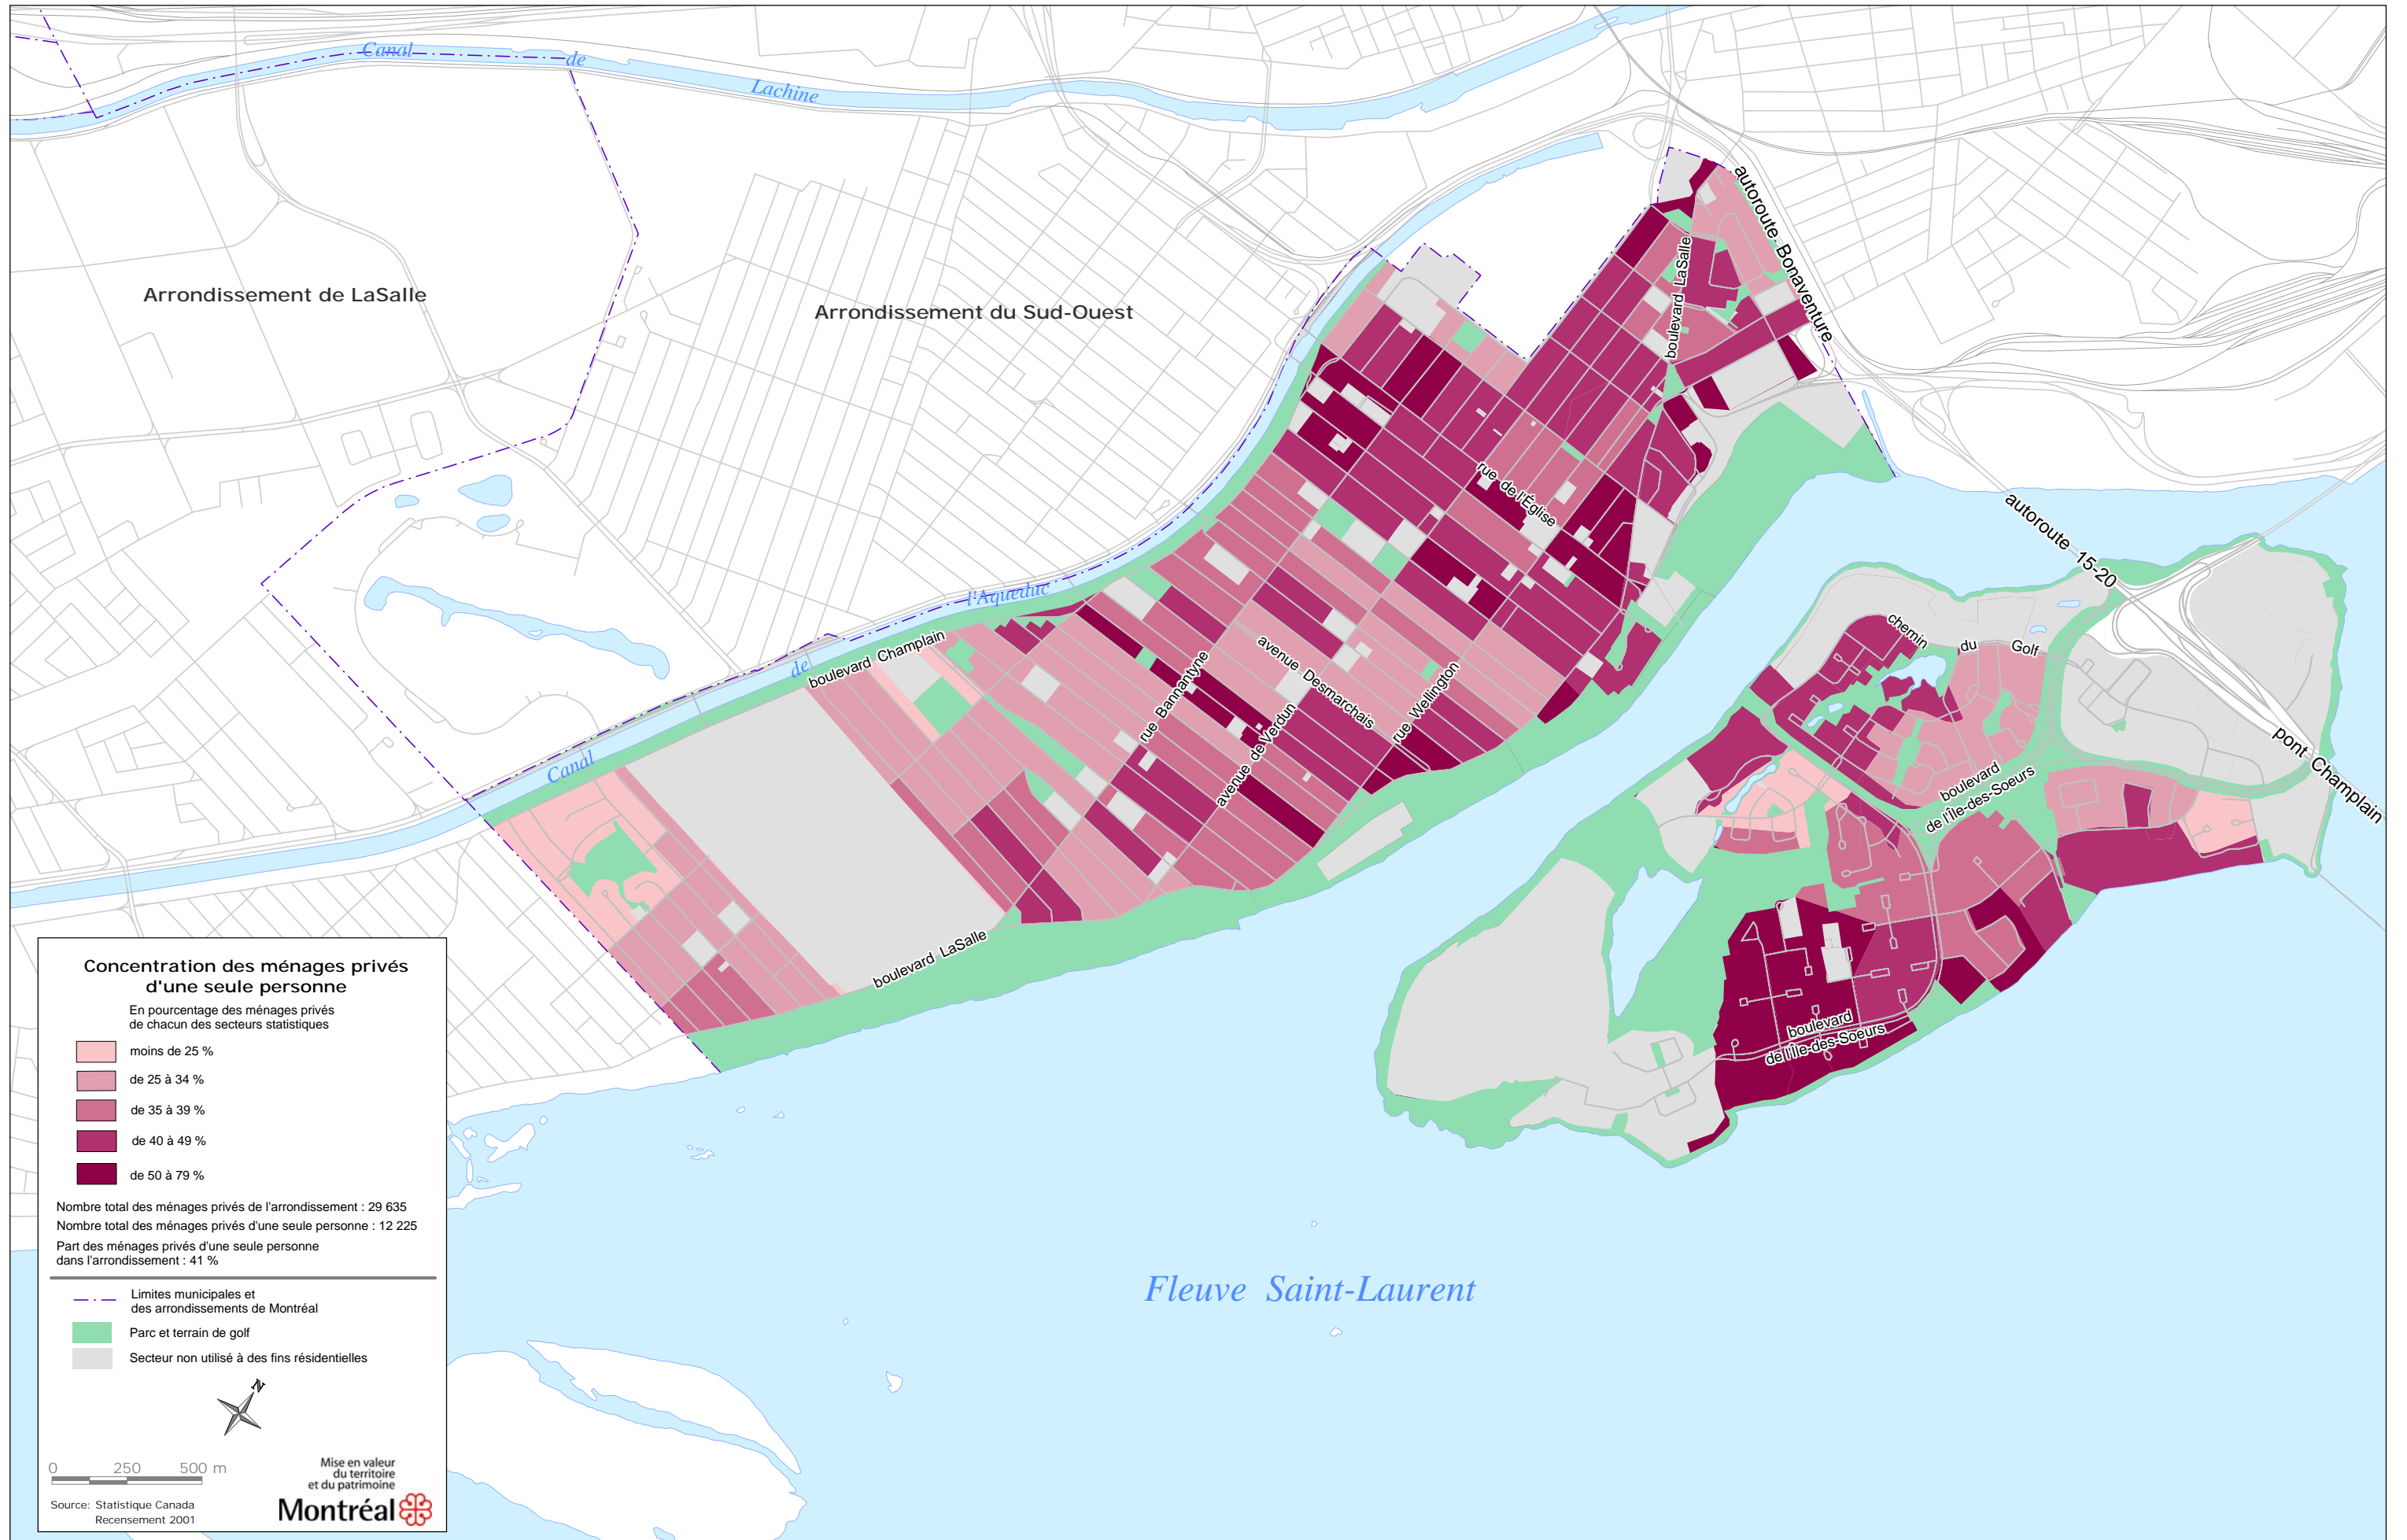 Canal
de
Lachine
Arrondissement de LaSalle
Arrondissement du Sud-Ouest
autoroute Bonaventure
boulevard LaSalle
rue de l'Église
autoroute 15-20
l'Aqueduc
de
Canal
boulevard Champlain
rue Bannantyne
avenue Desmarchais
avenue de Verdun
rue Wellington
chemin
du
Golf
pont Champlain
boulevard
de l'Île-des-Soeurs
boulevard LaSalle
boulevard
de l'Île-des-Soeurs
Fleuve Saint-Laurent
Concentration des ménages privés
d'une seule personne
En pourcentage des ménages privés
de chacun des secteurs statistiques
moins de 25 %
de 25 à 34 %
de 35 à 39 %
de 40 à 49 %
de 50 à 79 %
Nombre total des ménages privés de l'arrondissement : 29 635
Nombre total des ménages privés d'une seule personne : 12 225
Part des ménages privés d'une seule personne
dans l'arrondissement : 41 %
Limites municipales et
des arrondissements de Montréal
Parc et terrain de golf
Secteur non utilisé à des fins résidentielles
N
0 250 500 m
Source: Statistique Canada
Recensement 2001
Mise en valeur
du territoire
et du patrimoine
Montréal